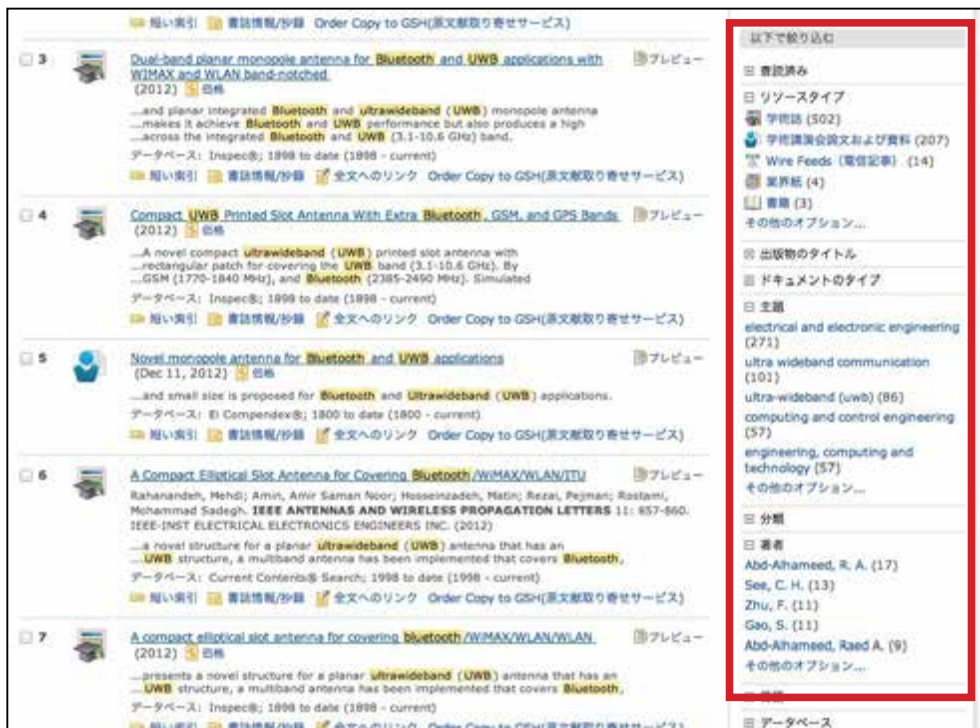 短い索引 書誌情報/抄録 Order Copy to GSH(原文献取り寄せサービス)
3 Dual-band planar monopole antenna for Bluetooth and UWB applications with プレビュー
WIMAX and WLAN band-notched
(2012) 価格
...and planar integrated Bluetooth and ultrawideband (UWB) monopole antenna
...makes it achieve Bluetooth and UWB performance but also produces a high
...across the integrated Bluetooth and UWB (3.1-10.6 GHz) band.
データベース: Inspec®; 1898 to date (1898 - current)
短い索引 書誌情報/抄録 全文へのリンク Order Copy to GSH(原文献取り寄せサービス)
4 Compact UWB Printed Slot Antenna With Extra Bluetooth, GSM, and GPS Bands プレビュー
(2012) 価格
...A novel compact ultrawideband (UWB) printed slot antenna with
...rectangular patch for covering the UWB band (3.1-10.6 GHz). By
...GSM (1770-1840 MHz), and Bluetooth (2385-2490 MHz). Simulated
データベース: Inspec®; 1898 to date (1898 - current)
短い索引 書誌情報/抄録 全文へのリンク Order Copy to GSH(原文献取り寄せサービス)
5 Novel monopole antenna for Bluetooth and UWB applications プレビュー
(Dec 11, 2012) 価格
...and small size is proposed for Bluetooth and Ultrawideband (UWB) applications.
データベース: Ei Compendex®; 1800 to date (1800 - current)
短い索引 書誌情報/抄録 全文へのリンク Order Copy to GSH(原文献取り寄せサービス)
6 A Compact Elliptical Slot Antenna for Covering Bluetooth/WiMAX/WLAN/ITU プレビュー
Rahanandeh, Mehdi; Amin, Amir Saman Noor; Hosseinzadeh, Matin; Rezai, Pejman; Rostami,
Mohammad Sadegh. IEEE ANTENNAS AND WIRELESS PROPAGATION LETTERS 11: 857-860.
IEEE-INST ELECTRICAL ELECTRONICS ENGINEERS INC. (2012)
...a novel structure for a planar ultrawideband (UWB) antenna that has an
...UWB structure, a multiband antenna has been implemented that covers Bluetooth,
データベース: Current Contents® Search; 1998 to date (1998 - current)
短い索引 書誌情報/抄録 全文へのリンク Order Copy to GSH(原文献取り寄せサービス)
7 A compact elliptical slot antenna for covering bluetooth/WiMAX/WLAN/WLAN プレビュー
(2012) 価格
...presents a novel structure for a planar ultrawideband (UWB) antenna that has an
...UWB structure, a multiband antenna has been implemented that covers Bluetooth,
以下で絞り込む
査読済み
リソースタイプ
学術誌 (502)
学術講演会論文および資料 (207)
Wire Feeds (電信記事) (14)
業界紙 (4)
書籍 (3)
その他のオプション...
出版物のタイトル
ドキュメントのタイプ
主題
electrical and electronic engineering
(271)
ultra wideband communication
(101)
ultra-wideband (uwb) (86)
computing and control engineering
(57)
engineering, computing and
technology (57)
その他のオプション...
分類
著者
Abd-Alhameed, R. A. (17)
See, C. H. (13)
Zhu, F. (11)
Gao, S. (11)
Abd-Alhameed, Raed A. (9)
その他のオプション...
データベース